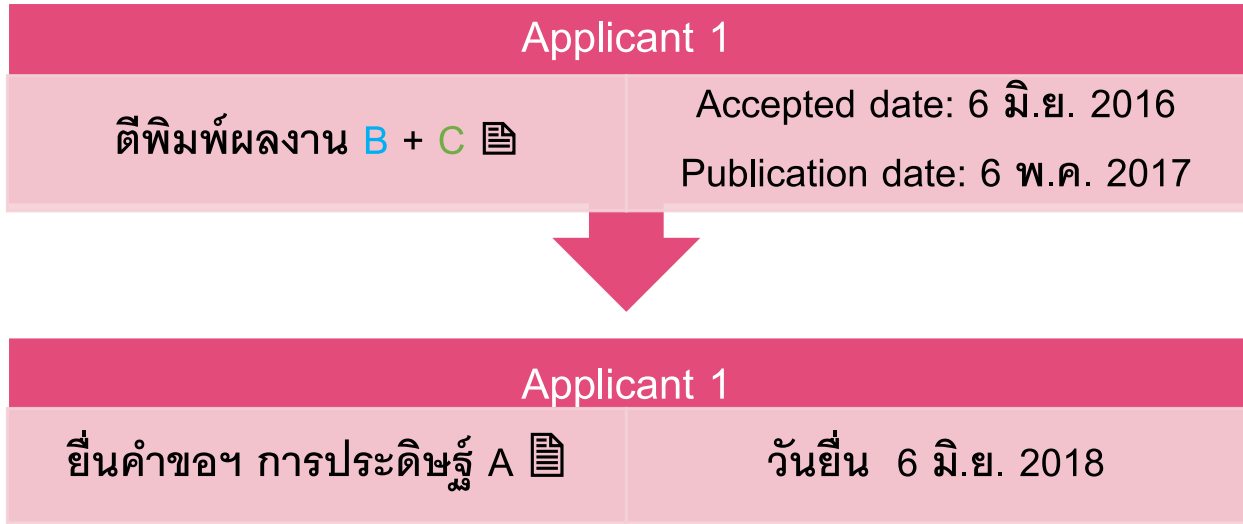 Applicant 1
ตีพิมพ์ผลงาน B + C
Accepted date: 6 มิ.ย. 2016
Publication date: 6 พ.ค. 2017
Applicant 1
ยื่นคำขอฯ การประดิษฐ์ A
วันยื่น 6 มิ.ย. 2018